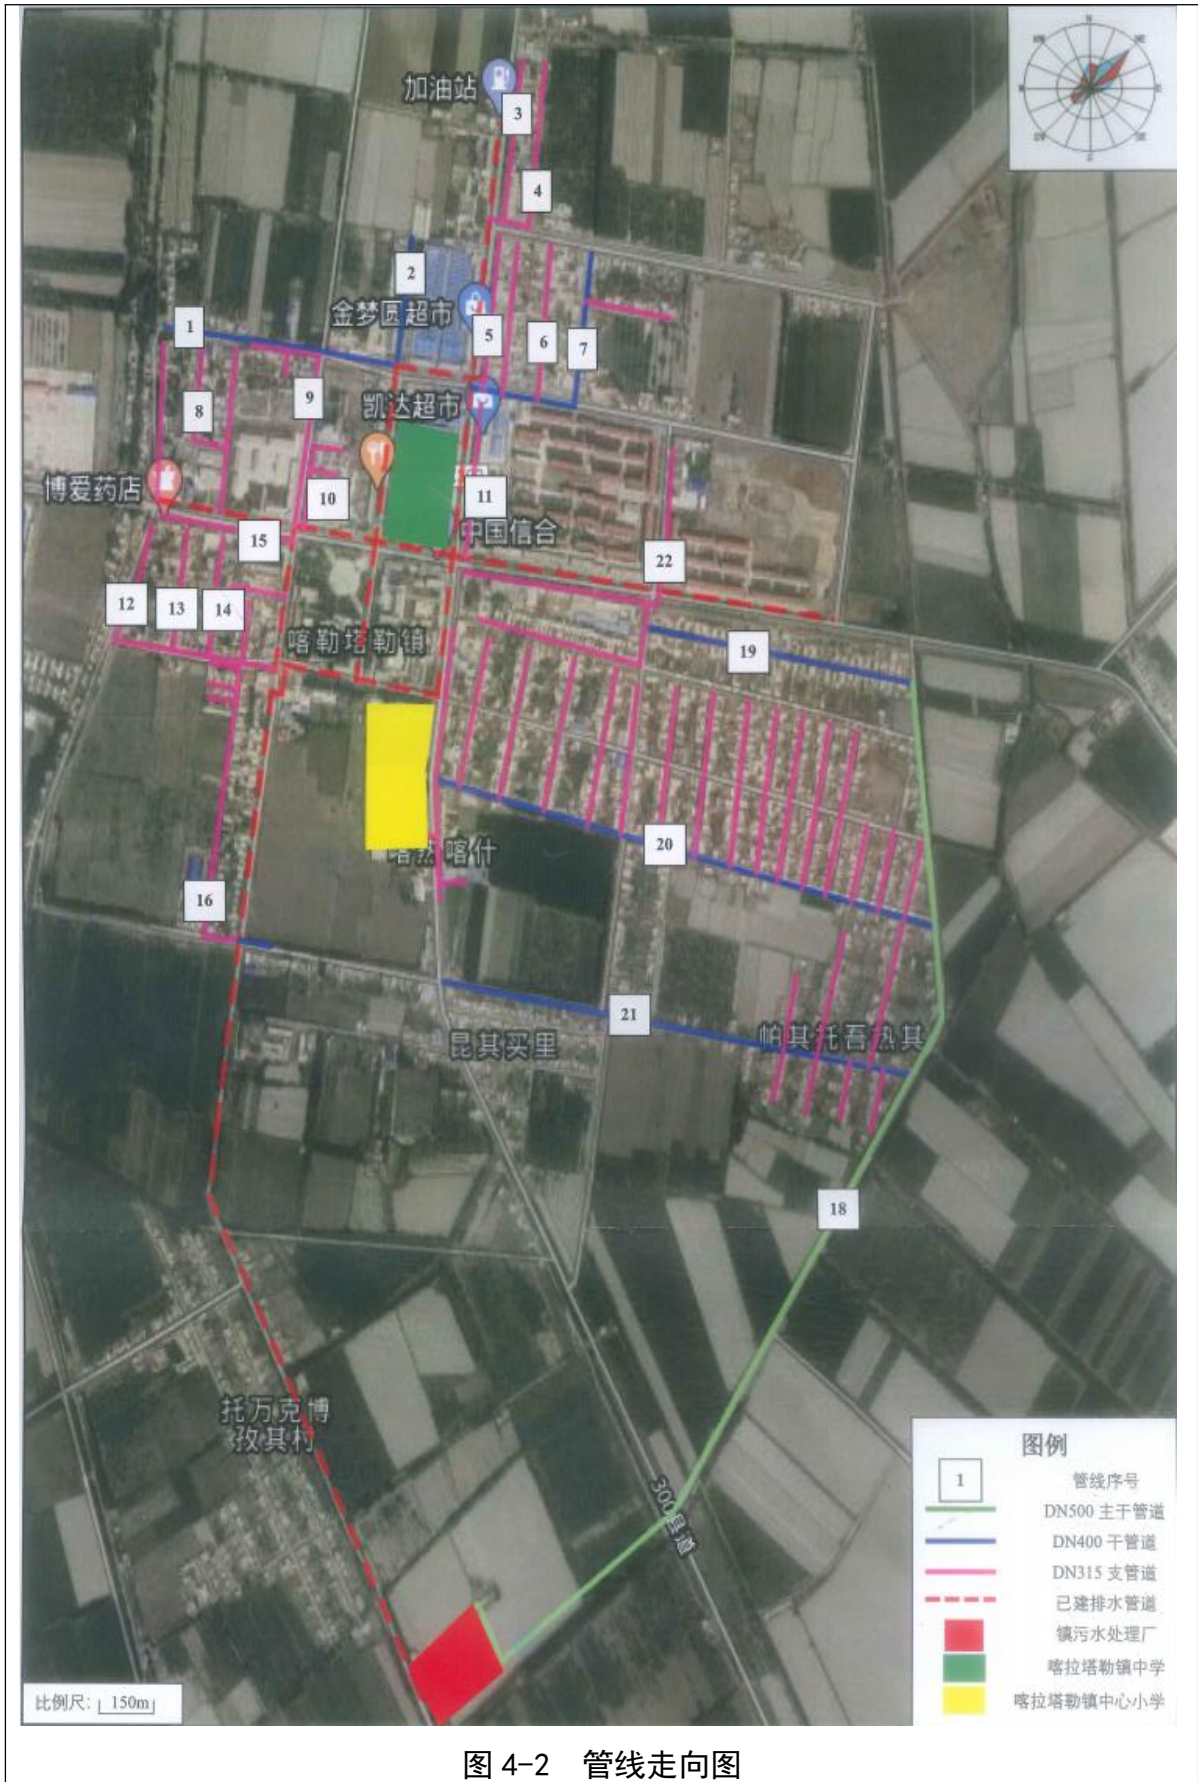 加油站
3
4
2
金梦圆超市
1
5
6
7
凯达超市
8
9
博爱药店
10
11
中国信合
15
22
12
13
14
喀勒塔勒镇
19
20
喀什
16
21
昆其买里
帕其托吾热其
18
托万克博
孜其村
300县道
图例
1
管线序号
DN500 主干管道
DN400 干管道
DN315 支管道
已建排水管道
镇污水处理厂
喀拉塔勒镇中学
喀拉塔勒镇中心小学
比例尺: 150m
图 4-2 管线走向图